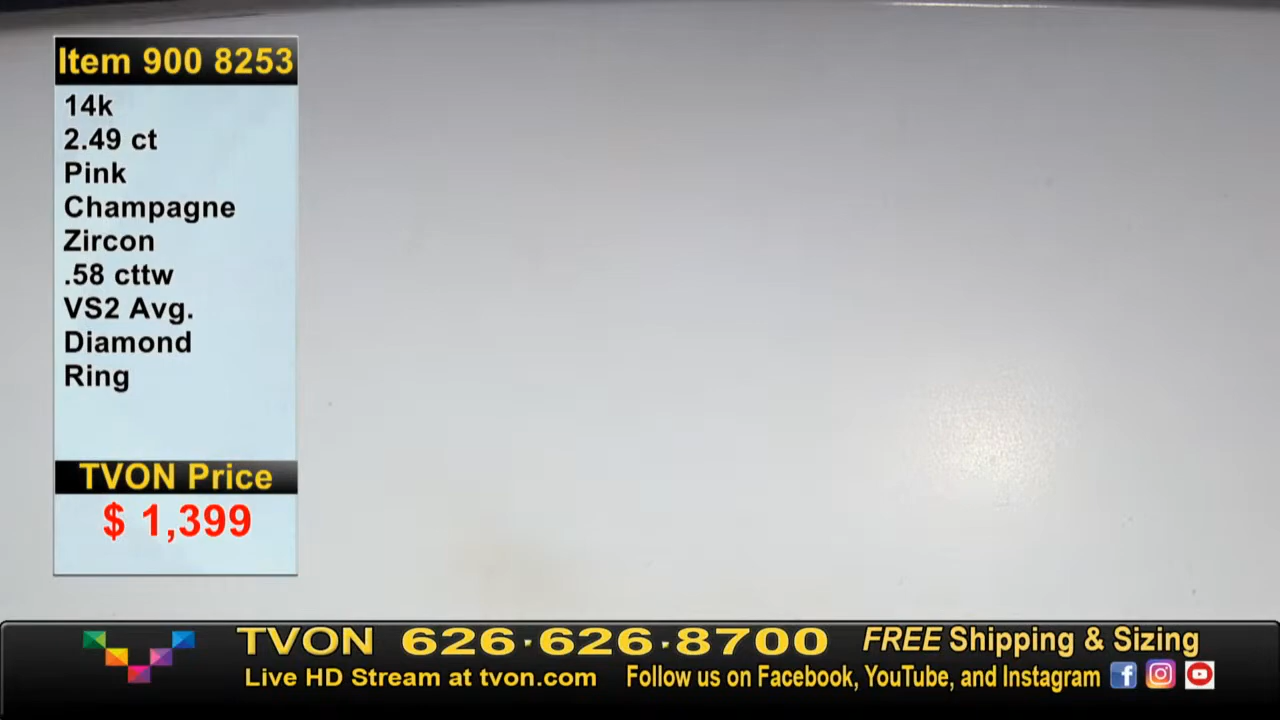 Item 900 8253
14k
2.49 ct
Pink
Champagne
Zircon
.58 cttw
VS2 Avg.
Diamond
Ring
TVON Price
$ 1,399
TVON 626·626·8700 FREE Shipping & Sizing
Live HD Stream at tvon.com Follow us on Facebook, YouTube, and Instagram